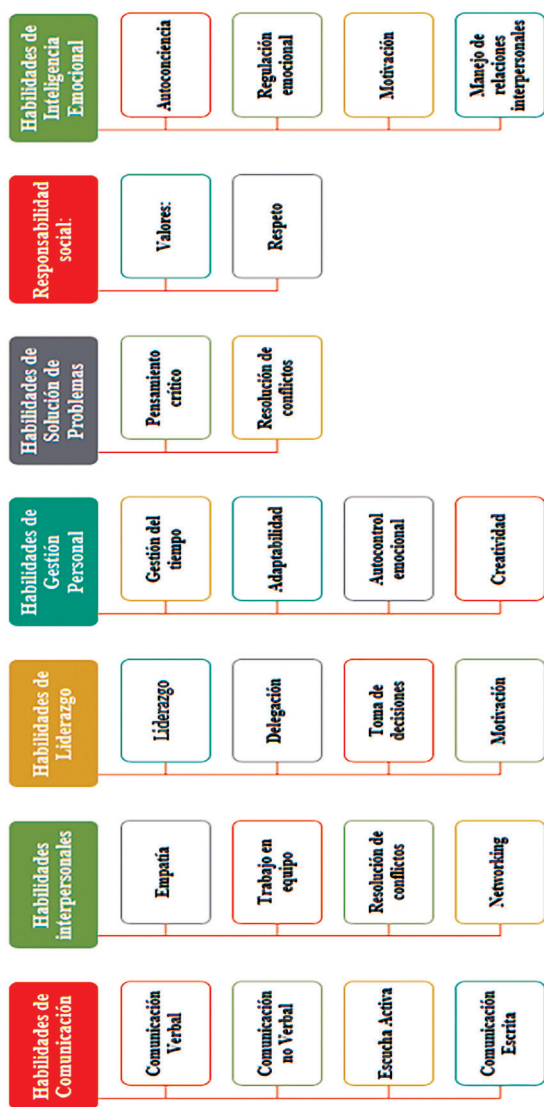 Habilidades de
Comunicación
Comunicación
Verbal
Comunicación
no Verbal
Escucha Activa
Comunicación
Escrita
Habilidades
interpersonales
Empatía
Trabajo en
equipo
Resolución de
conflictos
Networking
Habilidades de
Liderazgo
Liderazgo
Delegación
Toma de
decisiones
Motivación
Habilidades de
Gestión
Personal
Gestión del
tiempo
Adaptabilidad
Autocontrol
emocional
Creatividad
Habilidades de
Solución de
Problemas
Pensamiento
crítico
Resolución de
conflictos
Responsabilidad
social:
Valores:
Respeto
Habilidades de
Inteligencia
Emocional
Autoconciencia
Regulación
emocional
Motivación
Manejo de
relaciones
interpersonales